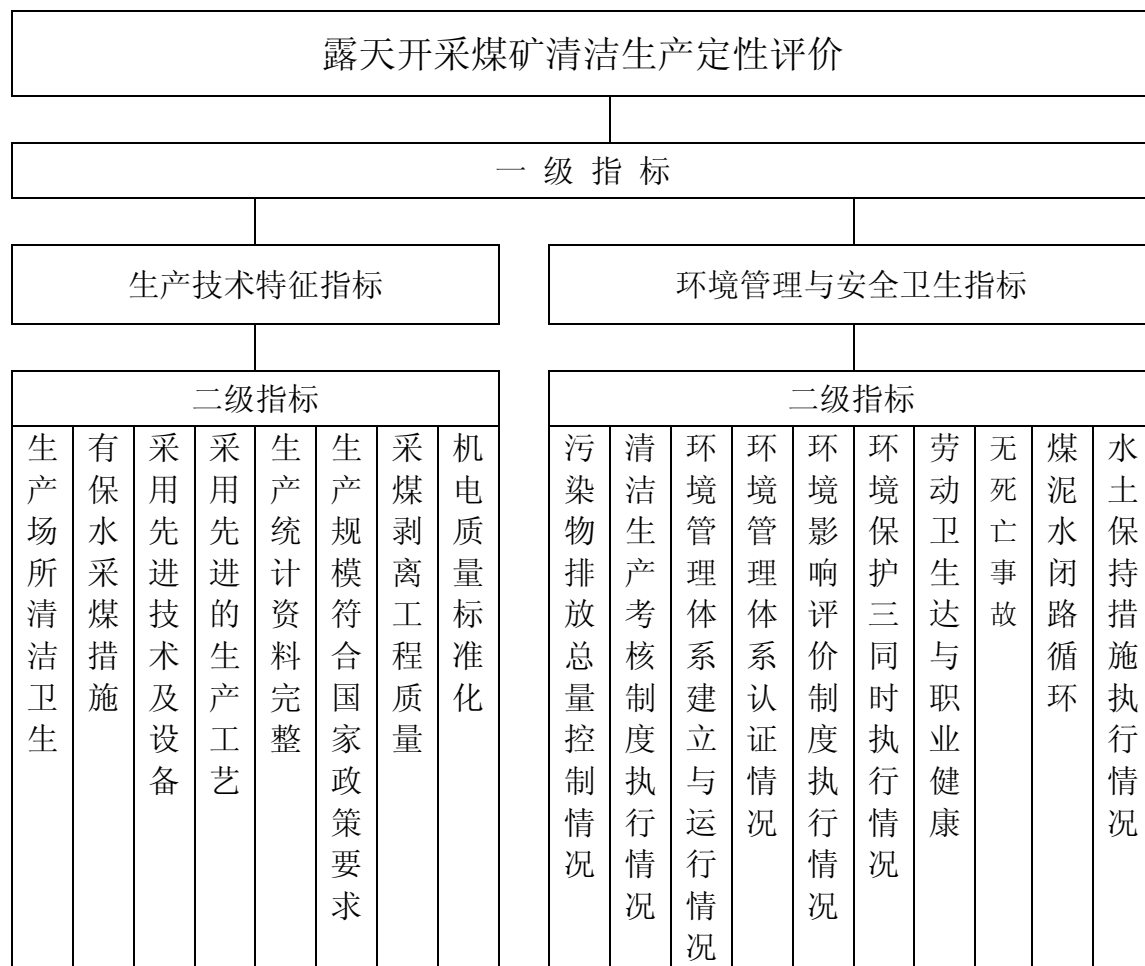 露天开采煤矿清洁生产定性评价
一 级 指 标
生产技术特征指标
环境管理与安全卫生指标
二级指标
生产场所清洁卫生
有保水采煤措施
采用先进技术及设备
采用先进的生产工艺
生产统计资料完整
生产规模符合国家政策要求
采煤剥离工程质量
机电质量标准化
二级指标
污染物排放总量控制情况
清洁生产考核制度执行情况
环境管理体系建立与运行情况
环境管理体系认证情况
环境影响评价制度执行情况
环境保护三同时执行情况
劳动卫生达与职业健康
无死亡事故
煤泥水闭路循环
水土保持措施执行情况